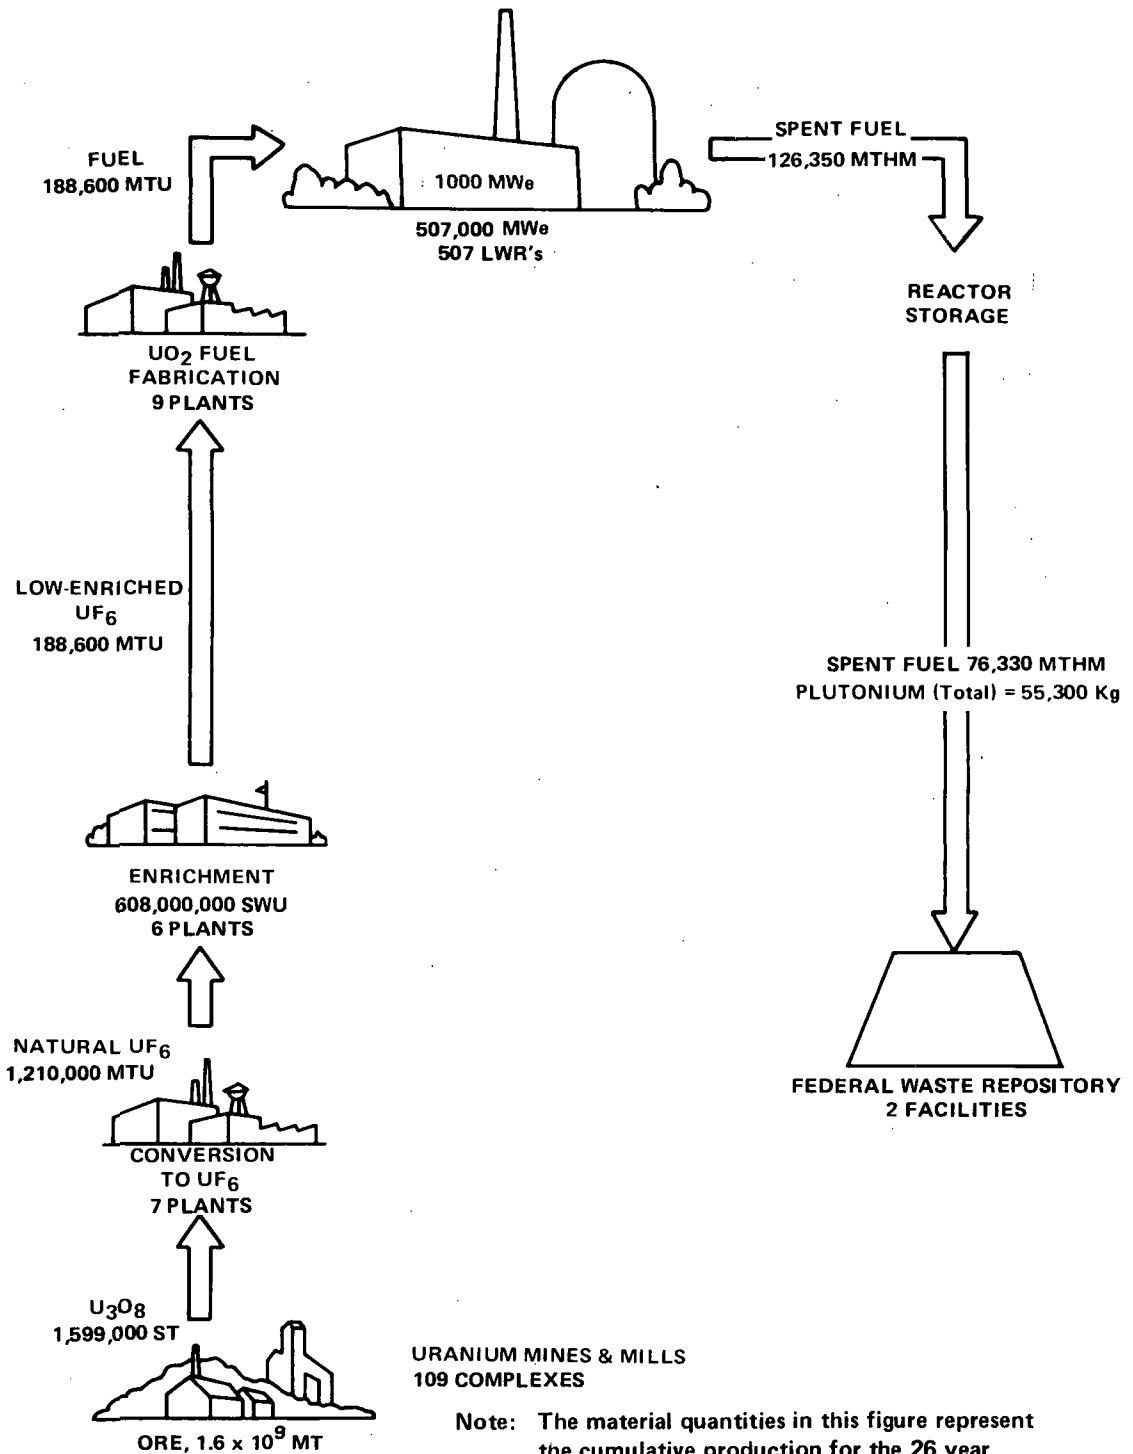 SPENT FUEL
126,350 MTHM
FUEL
188,600 MTU
1000 MWe
507,000 MWe
507 LWR's
REACTOR
STORAGE
UO2 FUEL
FABRICATION
9 PLANTS
LOW-ENRICHED
UF6
188,600 MTU
SPENT FUEL 76,330 MTHM
PLUTONIUM (Total) = 55,300 Kg
ENRICHMENT
608,000,000 SWU
6 PLANTS
NATURAL UF6
1,210,000 MTU
FEDERAL WASTE REPOSITORY
2 FACILITIES
CONVERSION
TO UF6
7 PLANTS
U3O8
1,599,000 ST
URANIUM MINES & MILLS
109 COMPLEXES
ORE, 1.6 x 10^9 MT
Note: The material quantities in this figure represent
the cumulative production for the 26 year